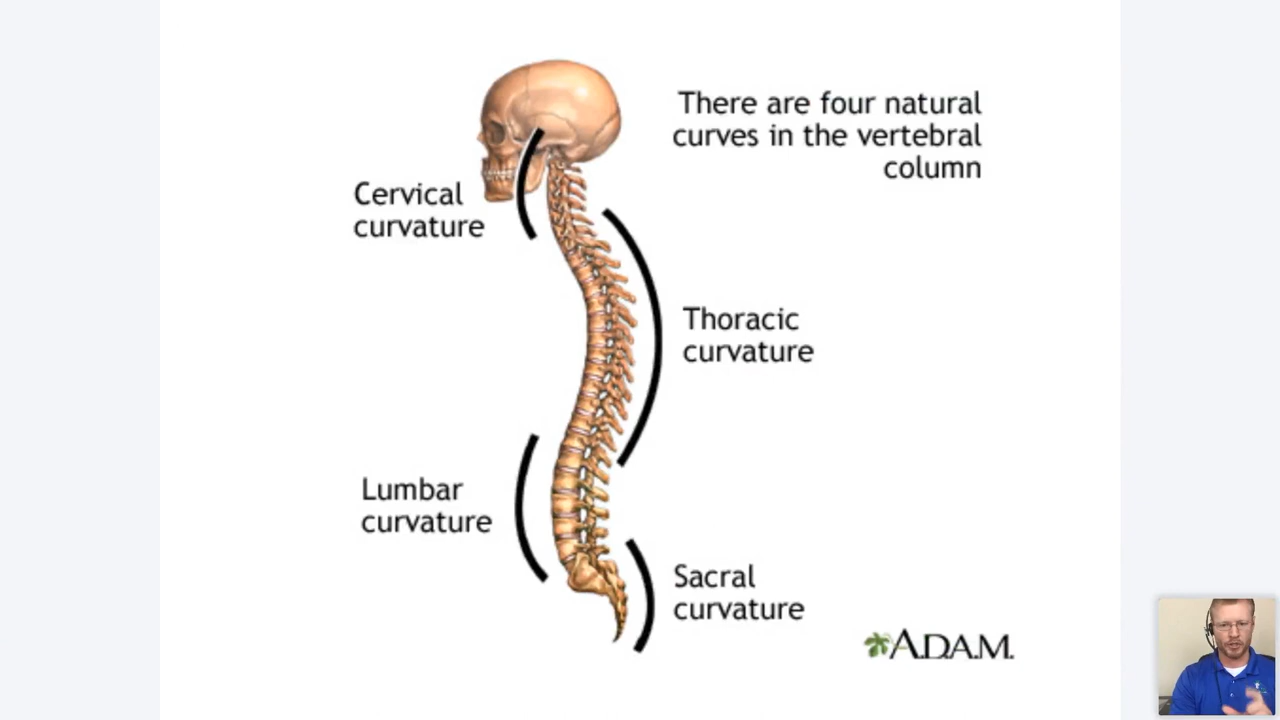 There are four natural
curves in the vertebral
column
Cervical
curvature
Thoracic
curvature
Lumbar
curvature
Sacral
curvature
A.D.A.M.